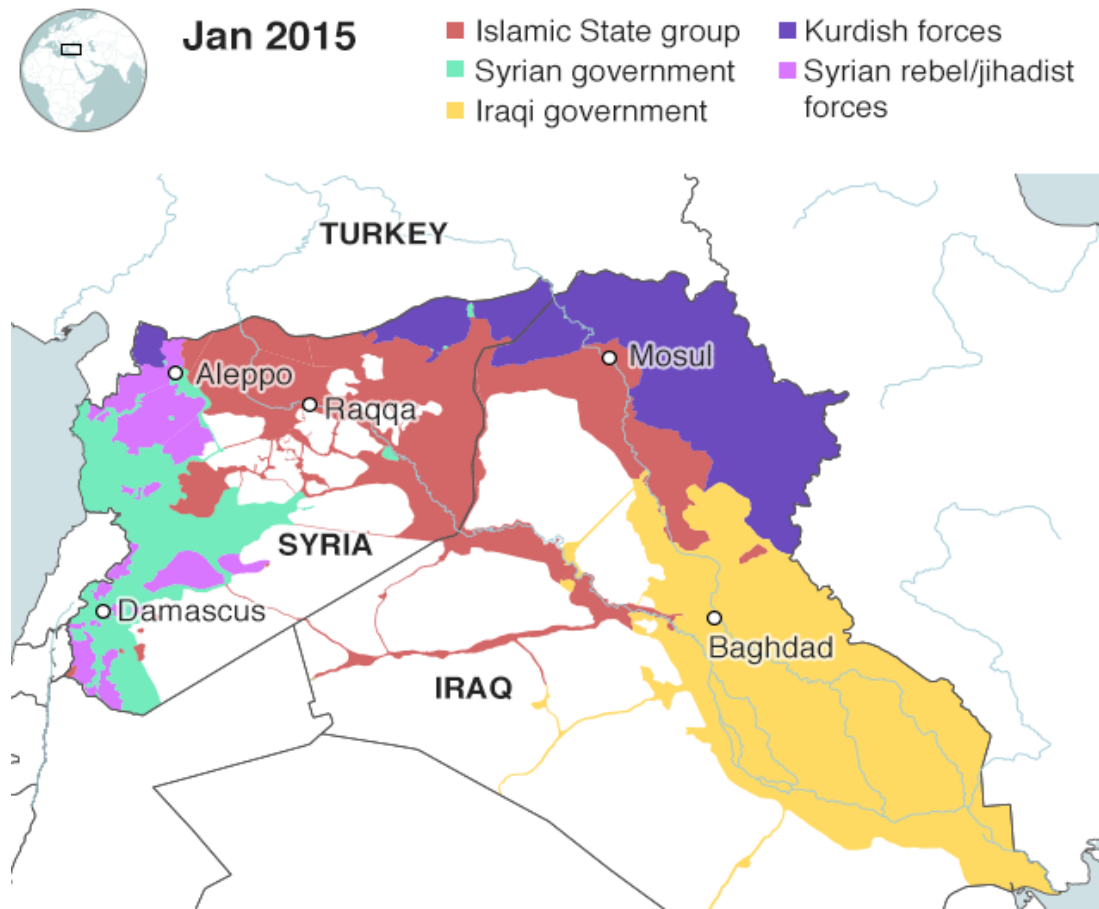 Jan 2015
Islamic State group
Syrian government
Iraqi government
Kurdish forces
Syrian rebel/jihadist
forces
TURKEY
Mosul
Aleppo
Raqqa
SYRIA
Damascus
Baghdad
IRAQ